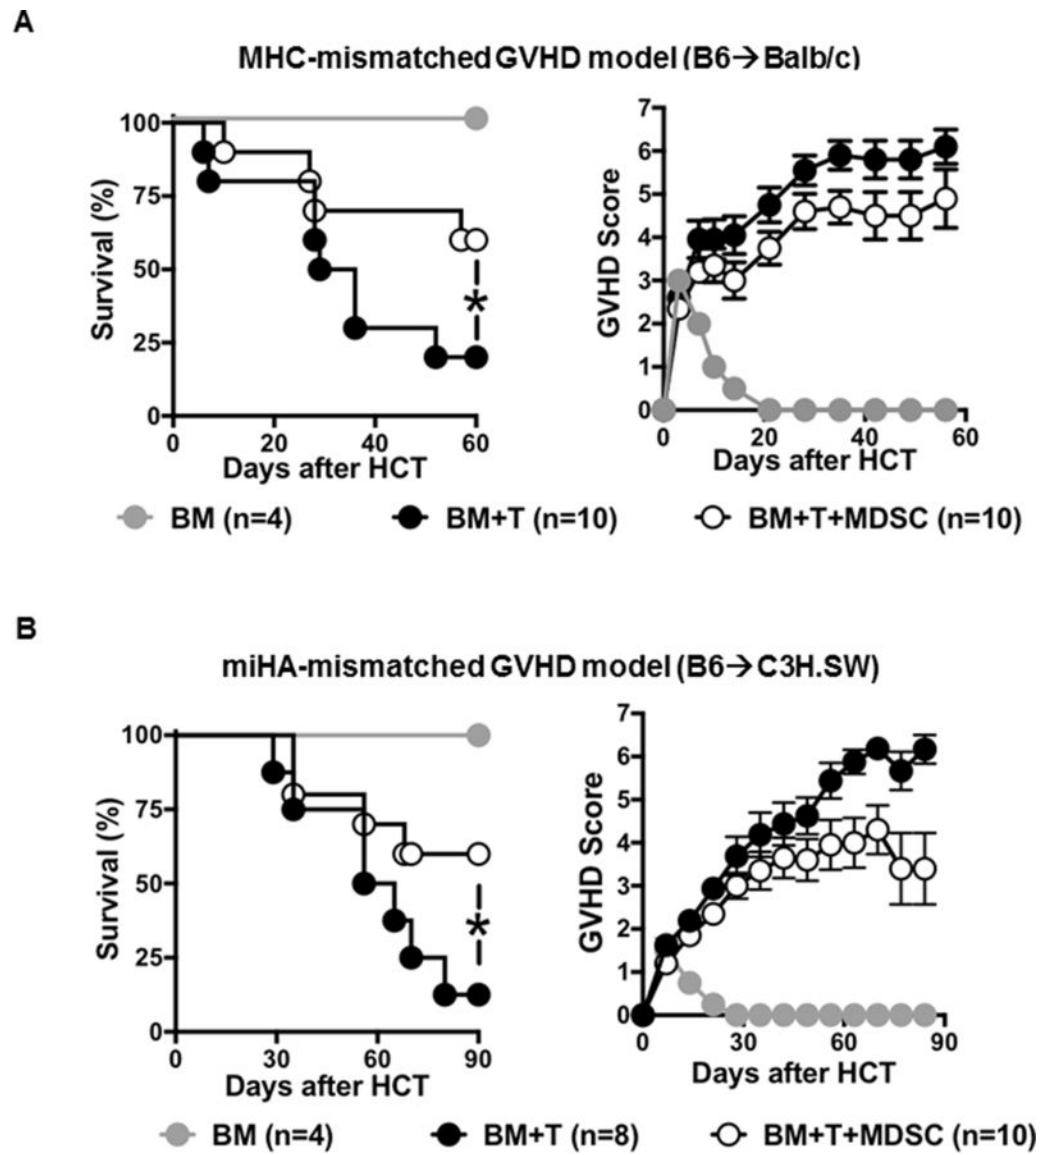 A
MHC-mismatched GVHD model (B6→Balb/c)
Survival (%)
100
75
50
25
0
0 20 40 60
Days after HCT
*
GVHD Score
7
6
5
4
3
2
1
0
0 20 40 60
Days after HCT
BM (n=4) BM+T (n=10) BM+T+MDSC (n=10)
B
miHA-mismatched GVHD model (B6→C3H.SW)
Survival (%)
100
75
50
25
0
0 30 60 90
Days after HCT
*
GVHD Score
7
6
5
4
3
2
1
0
0 30 60 90
Days after HCT
BM (n=4) BM+T (n=8) BM+T+MDSC (n=10)